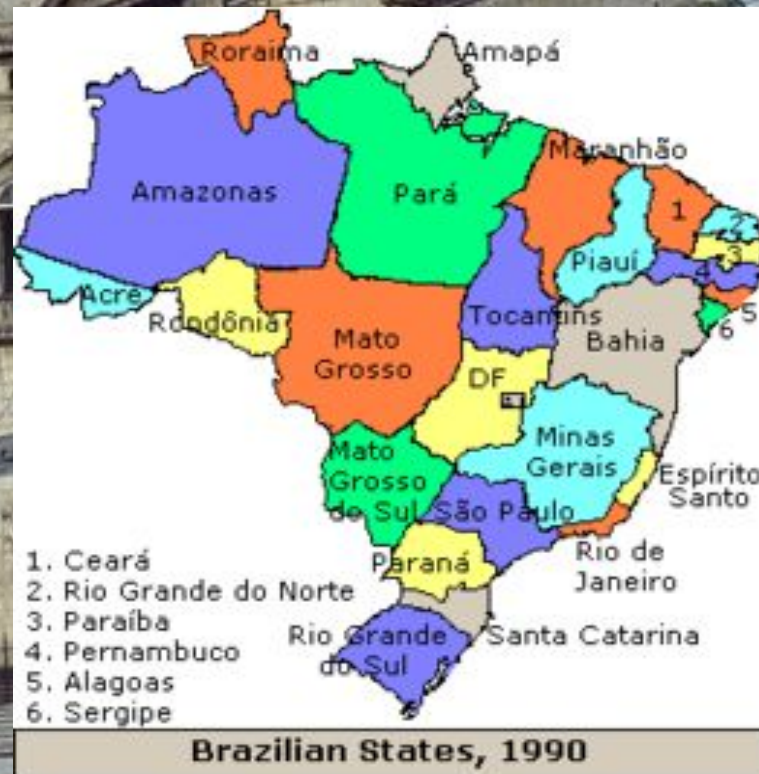 Roraima
Amapá
Amazonas
Pará
Maranhão
1
2
3
Piauí
4
Acre
Rondônia
Tocantins
5
6
Bahia
Mato
Grosso
DF
Minas
Gerais
Mato
Grosso
do Sul
São Paulo
Espírito
Santo
Paraná
Rio de
Janeiro
Rio Grande
do Sul
Santa Catarina
1. Ceará
2. Rio Grande do Norte
3. Paraíba
4. Pernambuco
5. Alagoas
6. Sergipe
Brazilian States, 1990